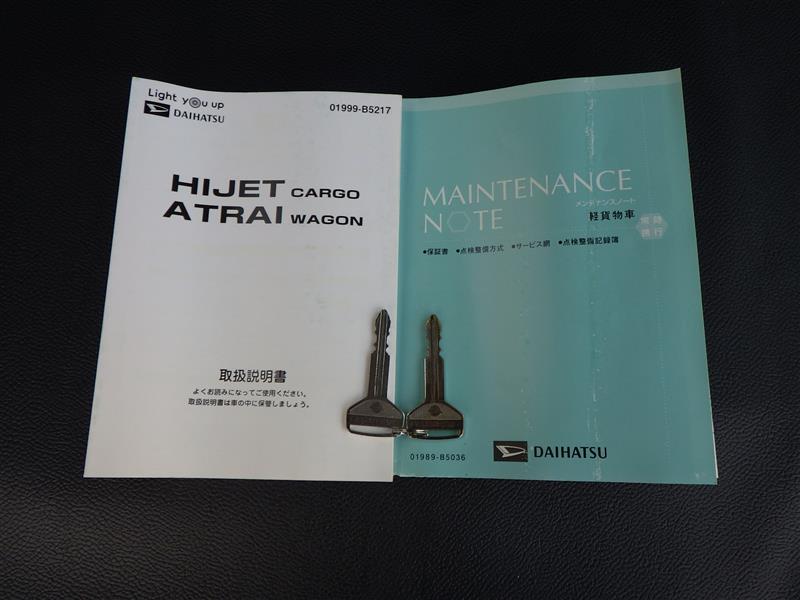 Light you up
DAIHATSU
01999-B5217
HIJET CARGO
ATRAI WAGON
取扱説明書
よくお読みになってご使用ください。
取扱説明書は車の中に保管しましょう。
MAINTENANCE
NOTE
メンテナンスノート
軽貨物車
常時
携行
●保証書 ●点検整備方式 ●サービス網 ●点検整備記録簿
01989-B5036
DAIHATSU